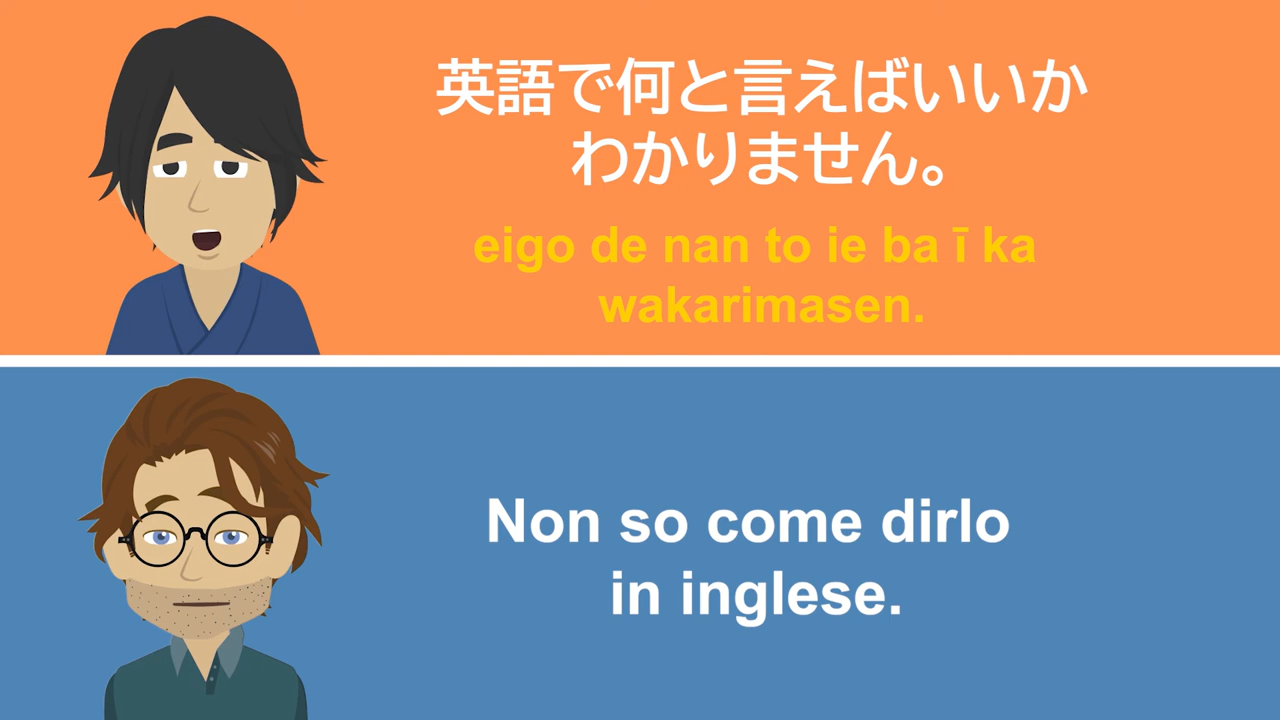 英語で何と言えばいいか
わかりません。
eigo de nan to ie ba ī ka
wakarimasen.
Non so come dirlo
in inglese.